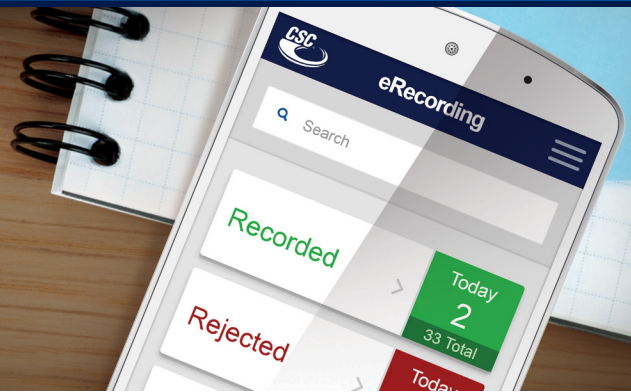 CSC
eRecording
Search
Recorded
Today
2
33 Total
Rejected
Today